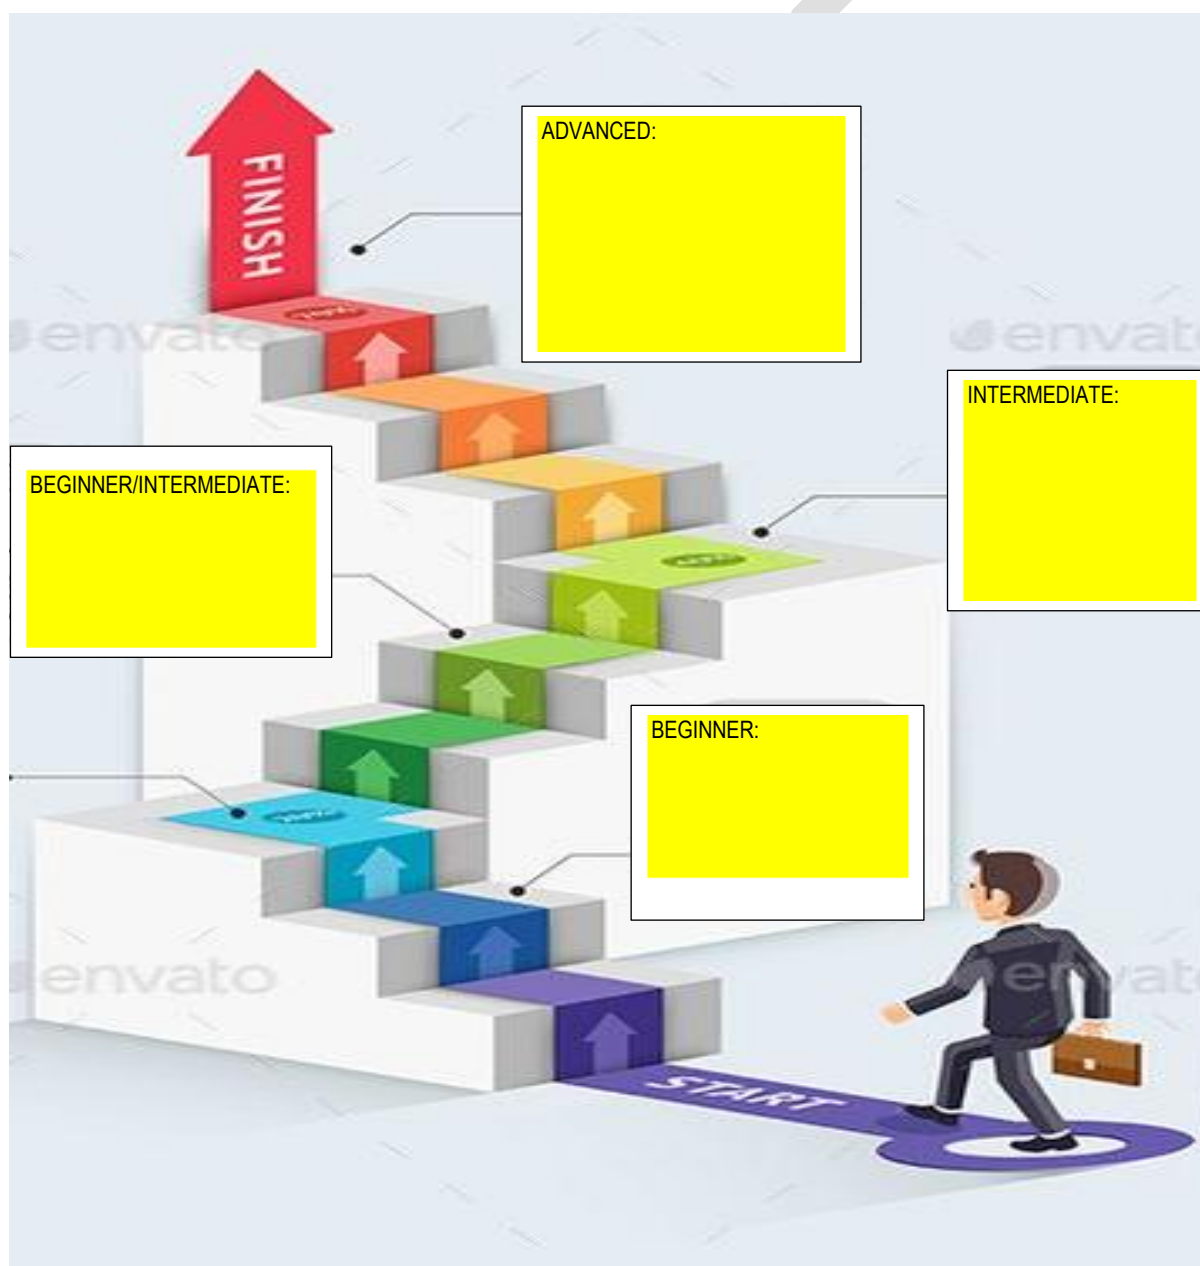 ADVANCED:
FINISH
envato
envato
INTERMEDIATE:
BEGINNER/INTERMEDIATE:
BEGINNER:
envato
envato
START